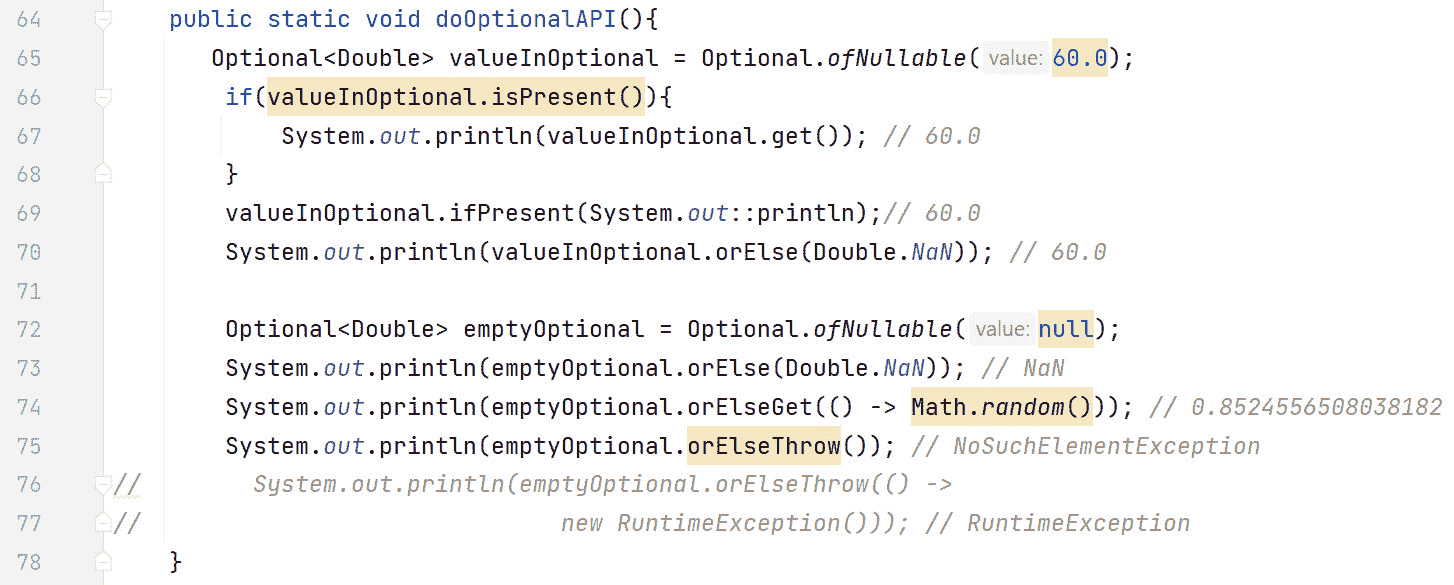 64 public static void doOptionalAPI(){
65 Optional<Double> valueInOptional = Optional.ofNullable( value: 60.0);
66 if(valueInOptional.isPresent()){
67 System.out.println(valueInOptional.get()); // 60.0
68 }
69 valueInOptional.ifPresent(System.out::println);// 60.0
70 System.out.println(valueInOptional.orElse(Double.NaN)); // 60.0
71
72 Optional<Double> emptyOptional = Optional.ofNullable( value: null);
73 System.out.println(emptyOptional.orElse(Double.NaN)); // NaN
74 System.out.println(emptyOptional.orElseGet(() -> Math.random())); // 0.8524556508038182
75 System.out.println(emptyOptional.orElseThrow()); // NoSuchElementException
76 // System.out.println(emptyOptional.orElseThrow(() ->
77 // new RuntimeException())); // RuntimeException
78 }